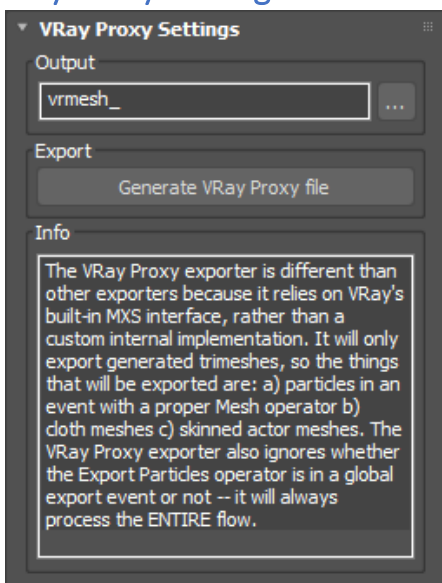 VRay Proxy Settings
Output
vrmesh_
...
Export
Generate VRay Proxy file
Info
The VRay Proxy exporter is different than
other exporters because it relies on VRay's
built-in MXS interface, rather than a
custom internal implementation. It will only
export generated trimeshes, so the things
that will be exported are: a) particles in an
event with a proper Mesh operator b)
cloth meshes c) skinned actor meshes. The
VRay Proxy exporter also ignores whether
the Export Particles operator is in a global
export event or not -- it will always
process the ENTIRE flow.